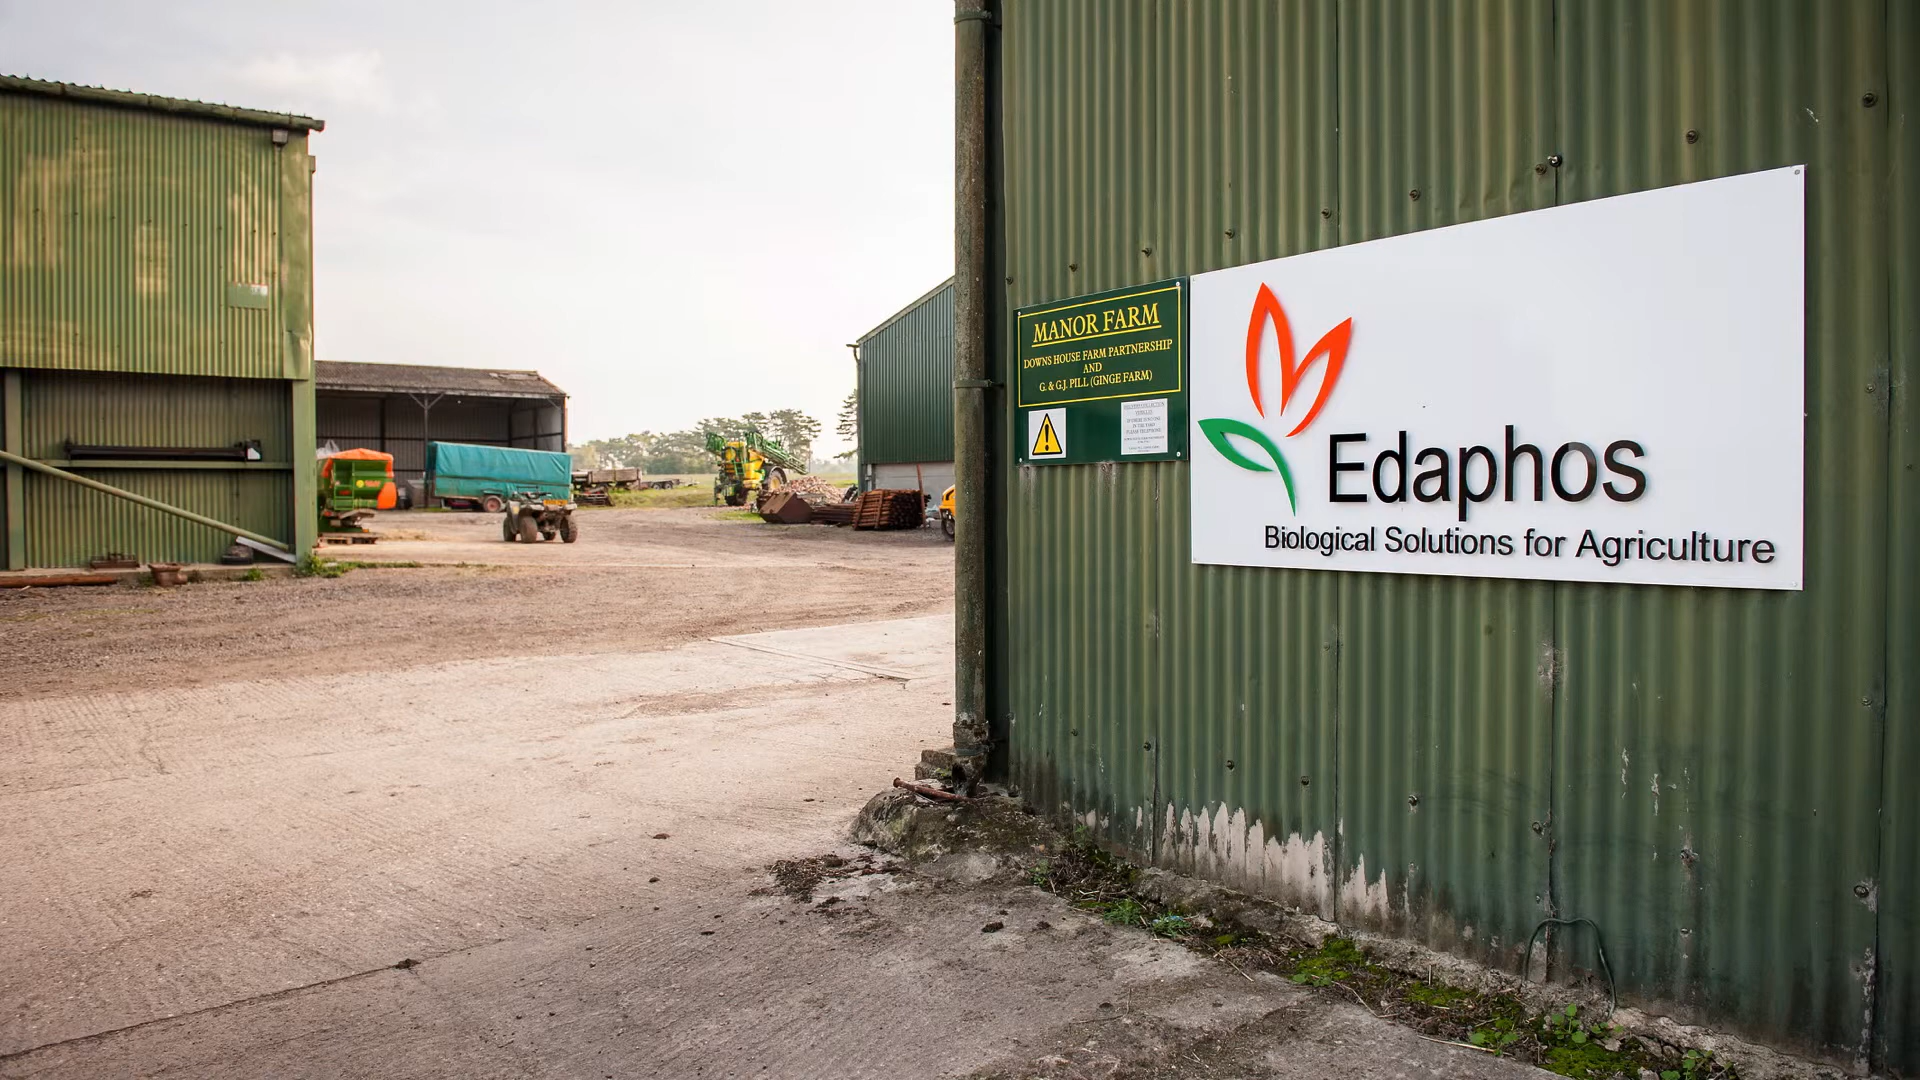 MANOR FARM
DOWNS HOUSE FARM PARTNERSHIP
AND
G. & G.J. PILL (GINGE FARM)
Edaphos
Biological Solutions for Agriculture